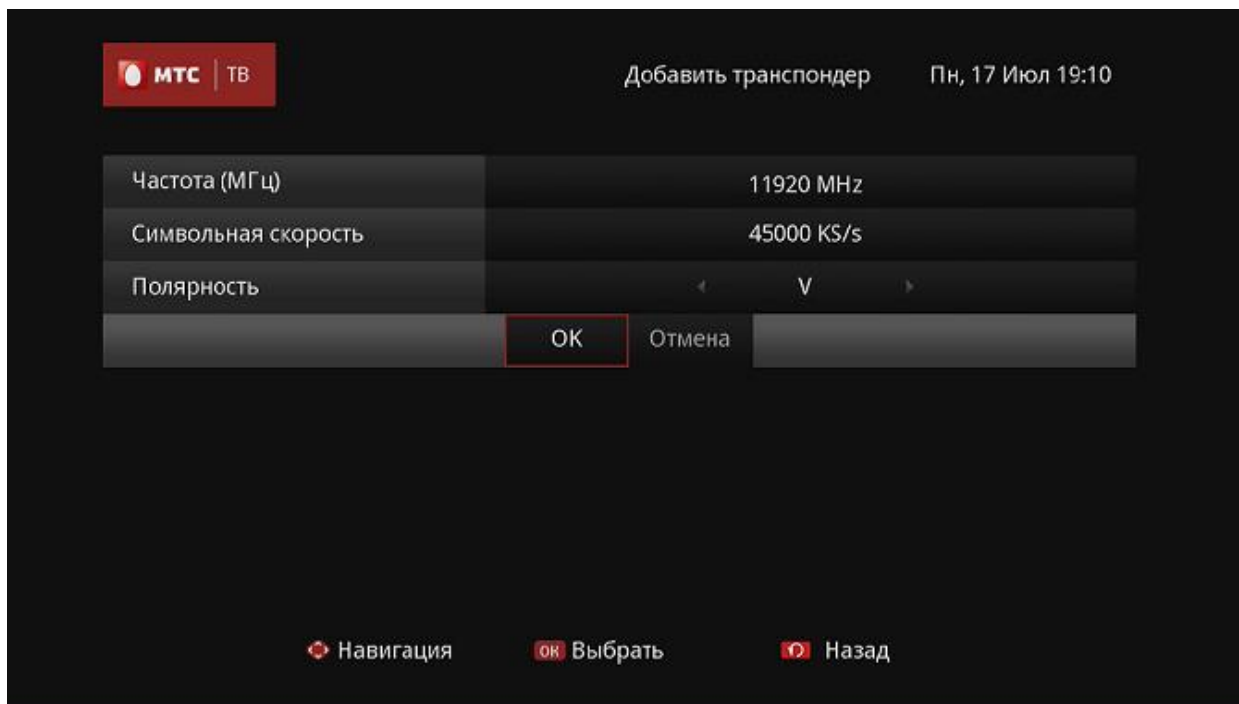 МТС | ТВ Добавить транспондер Пн, 17 Июл 19:10
Частота (МГц) 11920 MHz
Символьная скорость 45000 KS/s
Полярность V
OK Отмена
Навигация OK Выбрать Назад